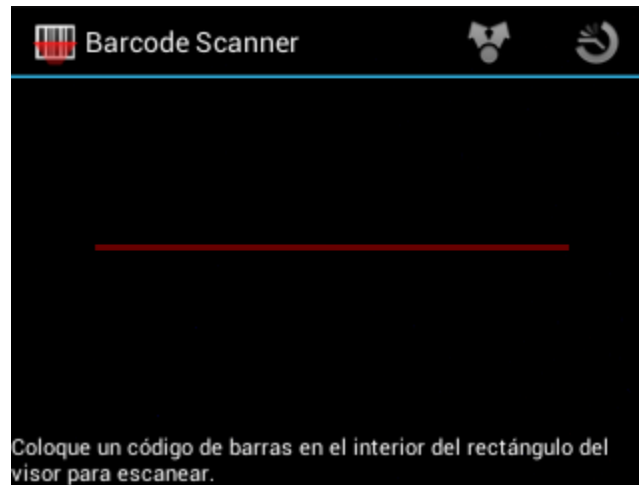 Barcode Scanner
Coloque un código de barras en el interior del rectángulo del
visor para escanear.